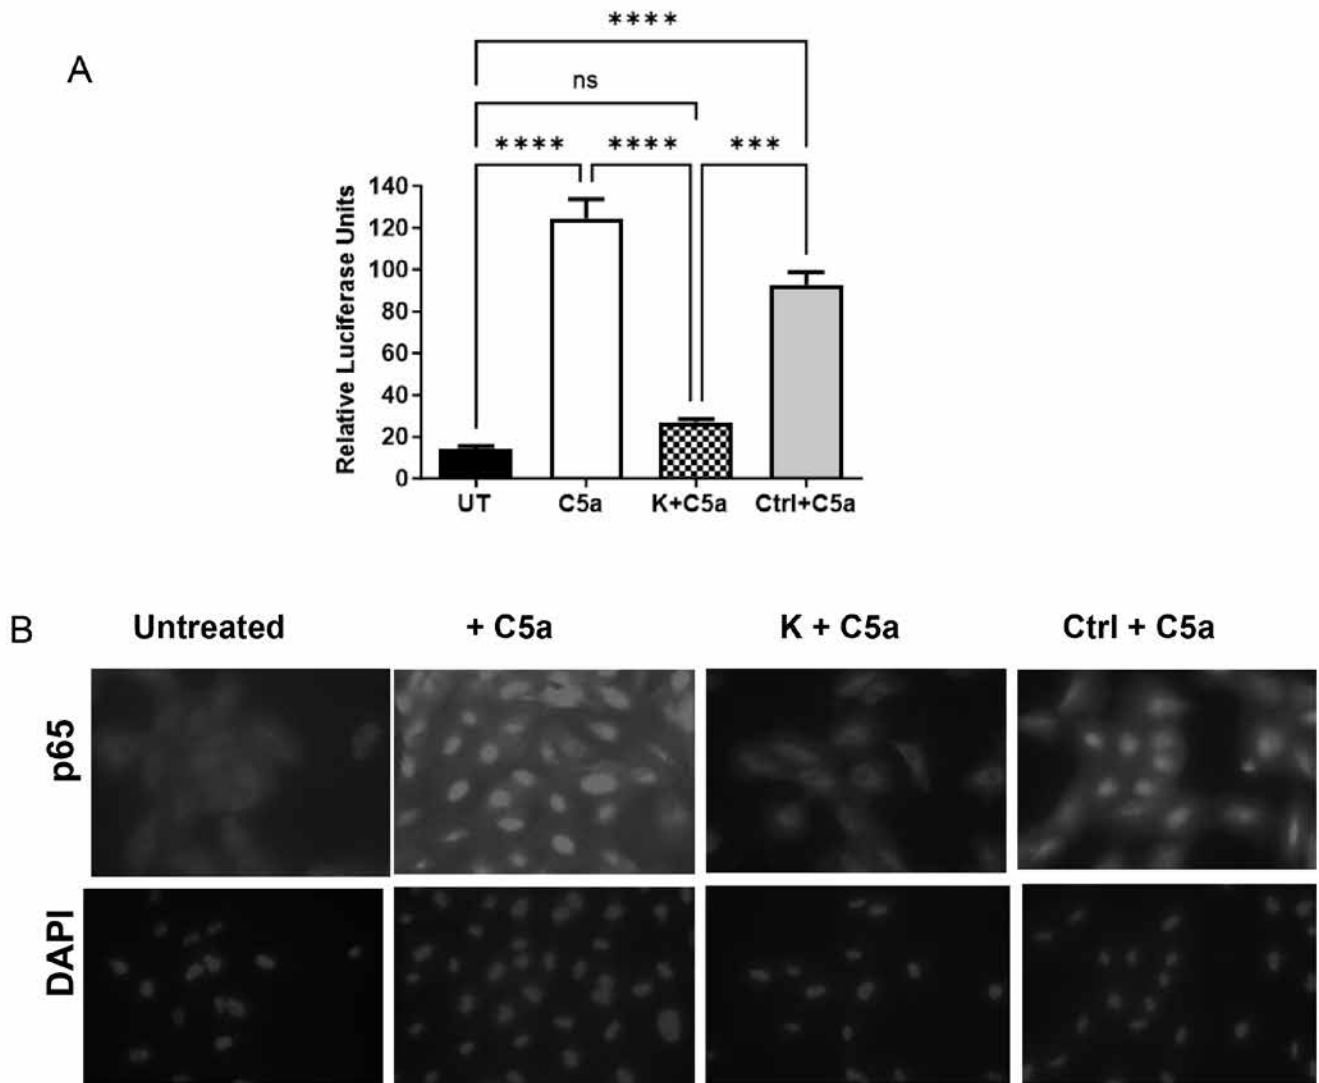 A
****
ns
**** **** ***
Relative Luciferase Units
140
120
100
80
60
40
20
0
UT C5a K+C5a Ctrl+C5a
B
Untreated + C5a K + C5a Ctrl + C5a
p65
DAPI